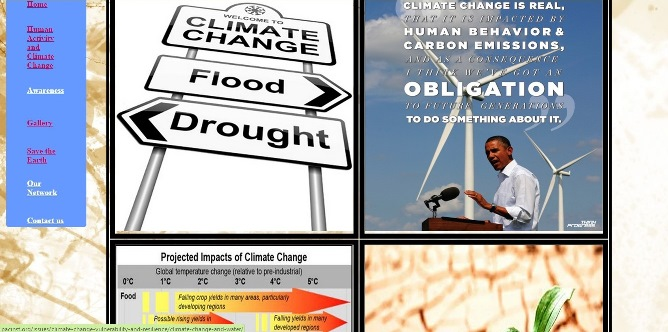 Home
Human
Activity
and
Climate
Change
Awareness
Gallery
Save the
Earth
Our
Network
Contact us
WELCOME TO
CLIMATE
CHANGE
Flood
Drought
CLIMATE CHANGE IS REAL,
THAT IT IS IMPACTED BY
HUMAN BEHAVIOR &
CARBON EMISSIONS,
AND AS A CONSEQUENCE
I THINK WE'VE GOT AN
OBLIGATION
TO FUTURE GENERATIONS
TO DO SOMETHING ABOUT IT.
THINK
PROGRESS
Projected Impacts of Climate Change
Global temperature change (relative to pre-industrial)
0°C 1°C 2°C 3°C 4°C 5°C
Food
Falling crop yields in many areas, particularly
developing regions
Possible rising yields in
Falling yields in many
developed regions
pacinst.org/issues/climate-change-vulnerability-and-resilience/climate-change-and-water/